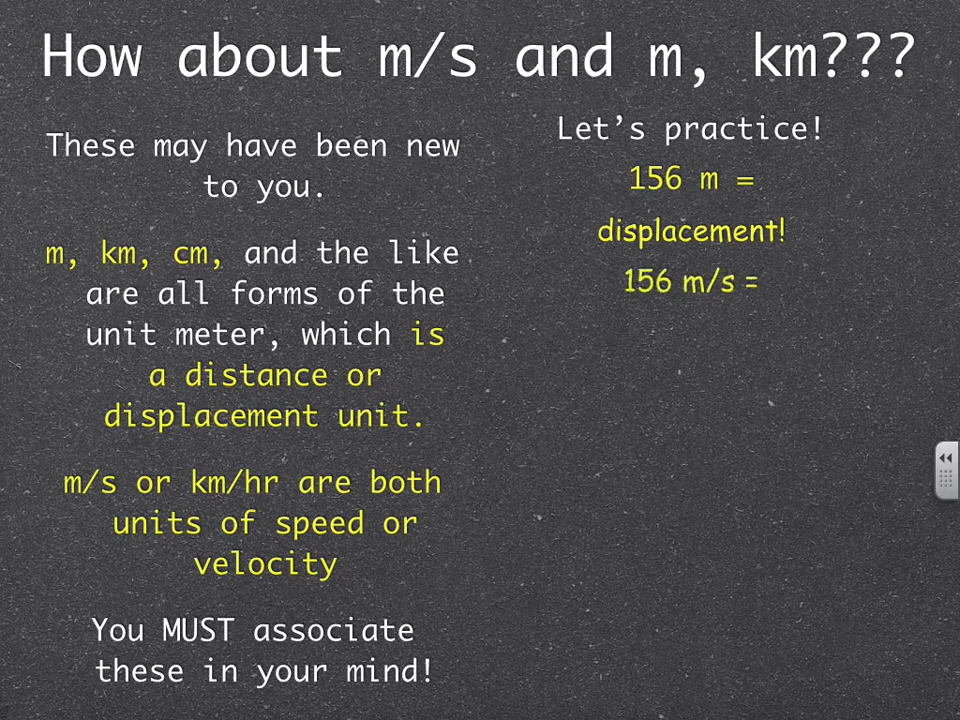 How about m/s and m, km???
These may have been new
to you.
m, km, cm, and the like
are all forms of the
unit meter, which is
a distance or
displacement unit.
m/s or km/hr are both
units of speed or
velocity
You MUST associate
these in your mind!
Let’s practice!
156 m =
displacement!
156 m/s =